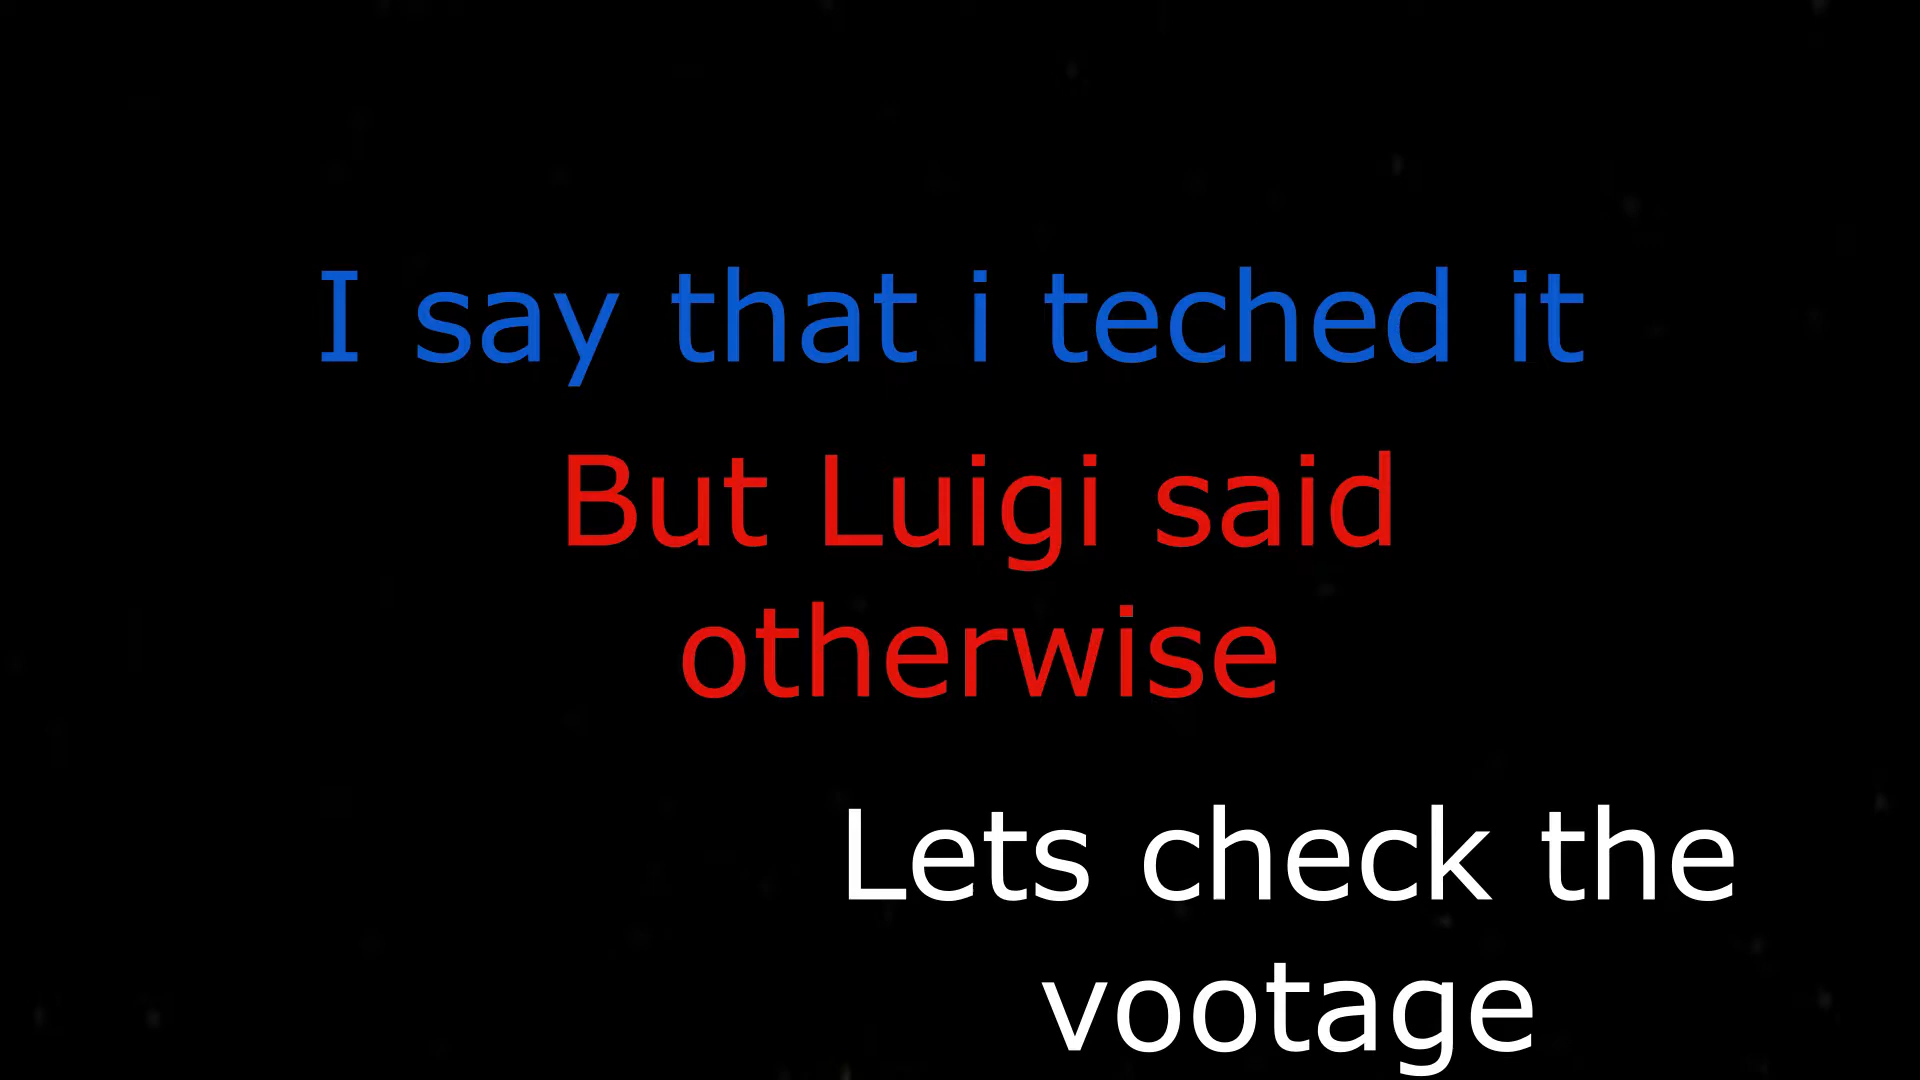 I say that i teched it
But Luigi said
otherwise
Lets check the
vootage